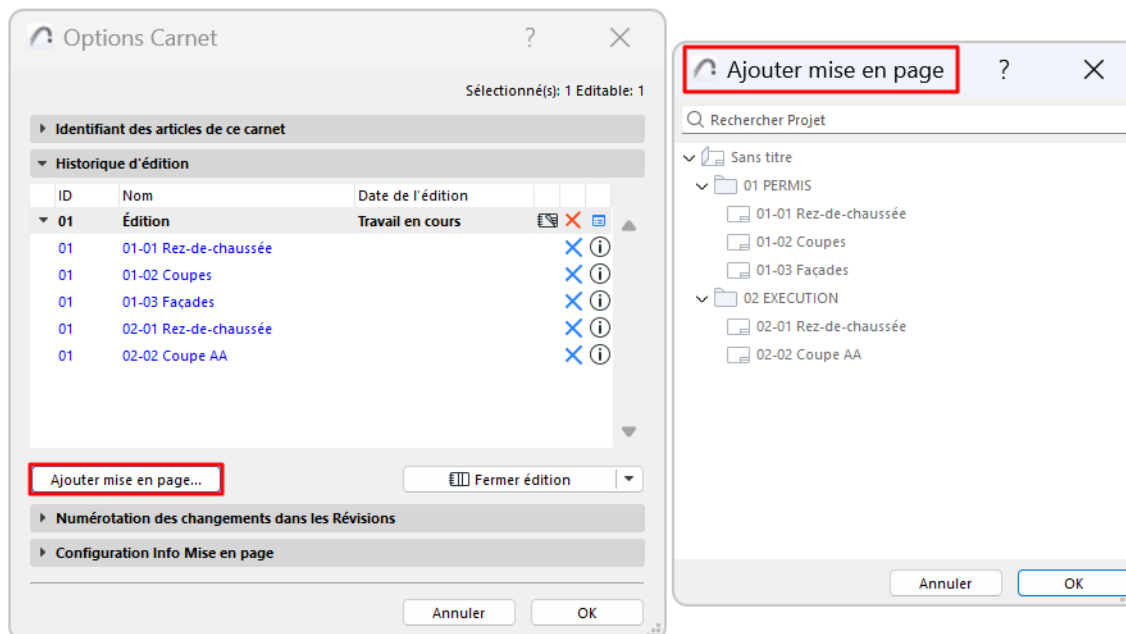 Options Carnet
?
Sélectionné(s): 1 Editable: 1
Identifiant des articles de ce carnet
Historique d'édition
ID Nom Date de l'édition
01 Édition Travail en cours
01 01-01 Rez-de-chaussée
01 01-02 Coupes
01 01-03 Façades
01 02-01 Rez-de-chaussée
01 02-02 Coupe AA
Ajouter mise en page...
Fermer édition
Numérotation des changements dans les Révisions
Configuration Info Mise en page
Annuler OK
Ajouter mise en page
?
Rechercher Projet
Sans titre
01 PERMIS
01-01 Rez-de-chaussée
01-02 Coupes
01-03 Façades
02 EXECUTION
02-01 Rez-de-chaussée
02-02 Coupe AA
Annuler OK